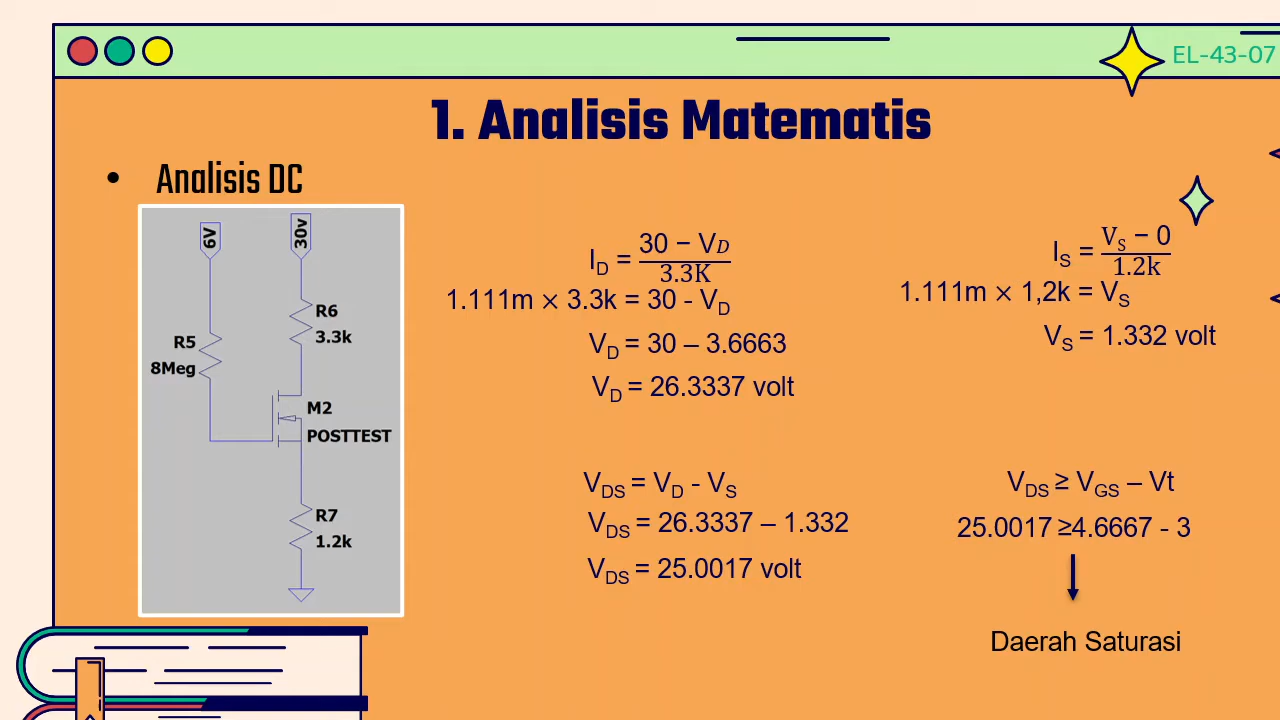 EL-43-07
1. Analisis Matematis
• Analisis DC
6V
30v
R6
3.3k
R5
8Meg
M2
POSTTEST
R7
1.2k
I_D = (30 − V_D) / 3.3K
1.111m × 3.3k = 30 - V_D
V_D = 30 – 3.6663
V_D = 26.3337 volt
I_S = (V_S − 0) / 1.2k
1.111m × 1,2k = V_S
V_S = 1.332 volt
V_DS = V_D - V_S
V_DS = 26.3337 – 1.332
V_DS = 25.0017 volt
V_DS ≥ V_GS – Vt
25.0017 ≥4.6667 - 3
Daerah Saturasi